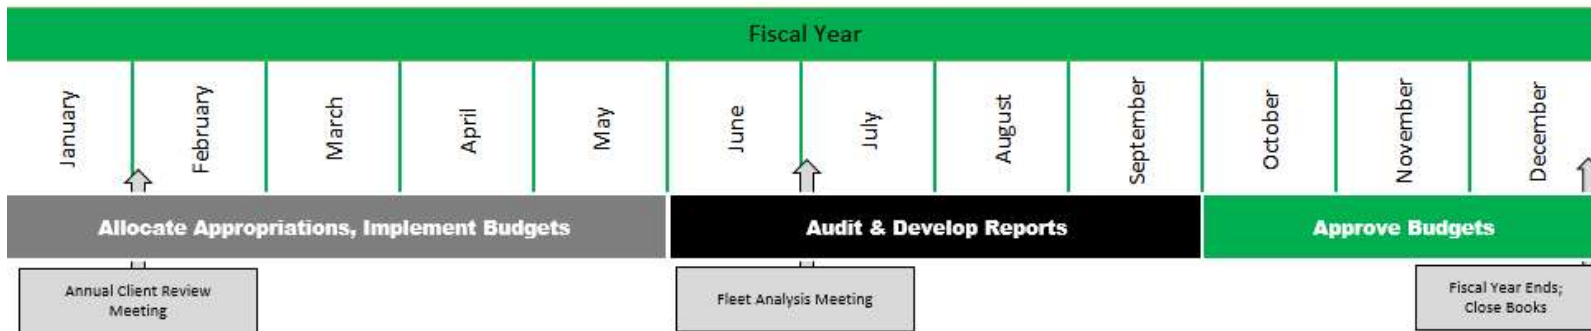 Fiscal Year
January
February
March
April
May
June
July
August
September
October
November
December
Allocate Appropriations, Implement Budgets
Audit & Develop Reports
Approve Budgets
Annual Client Review
Meeting
Fleet Analysis Meeting
Fiscal Year Ends;
Close Books